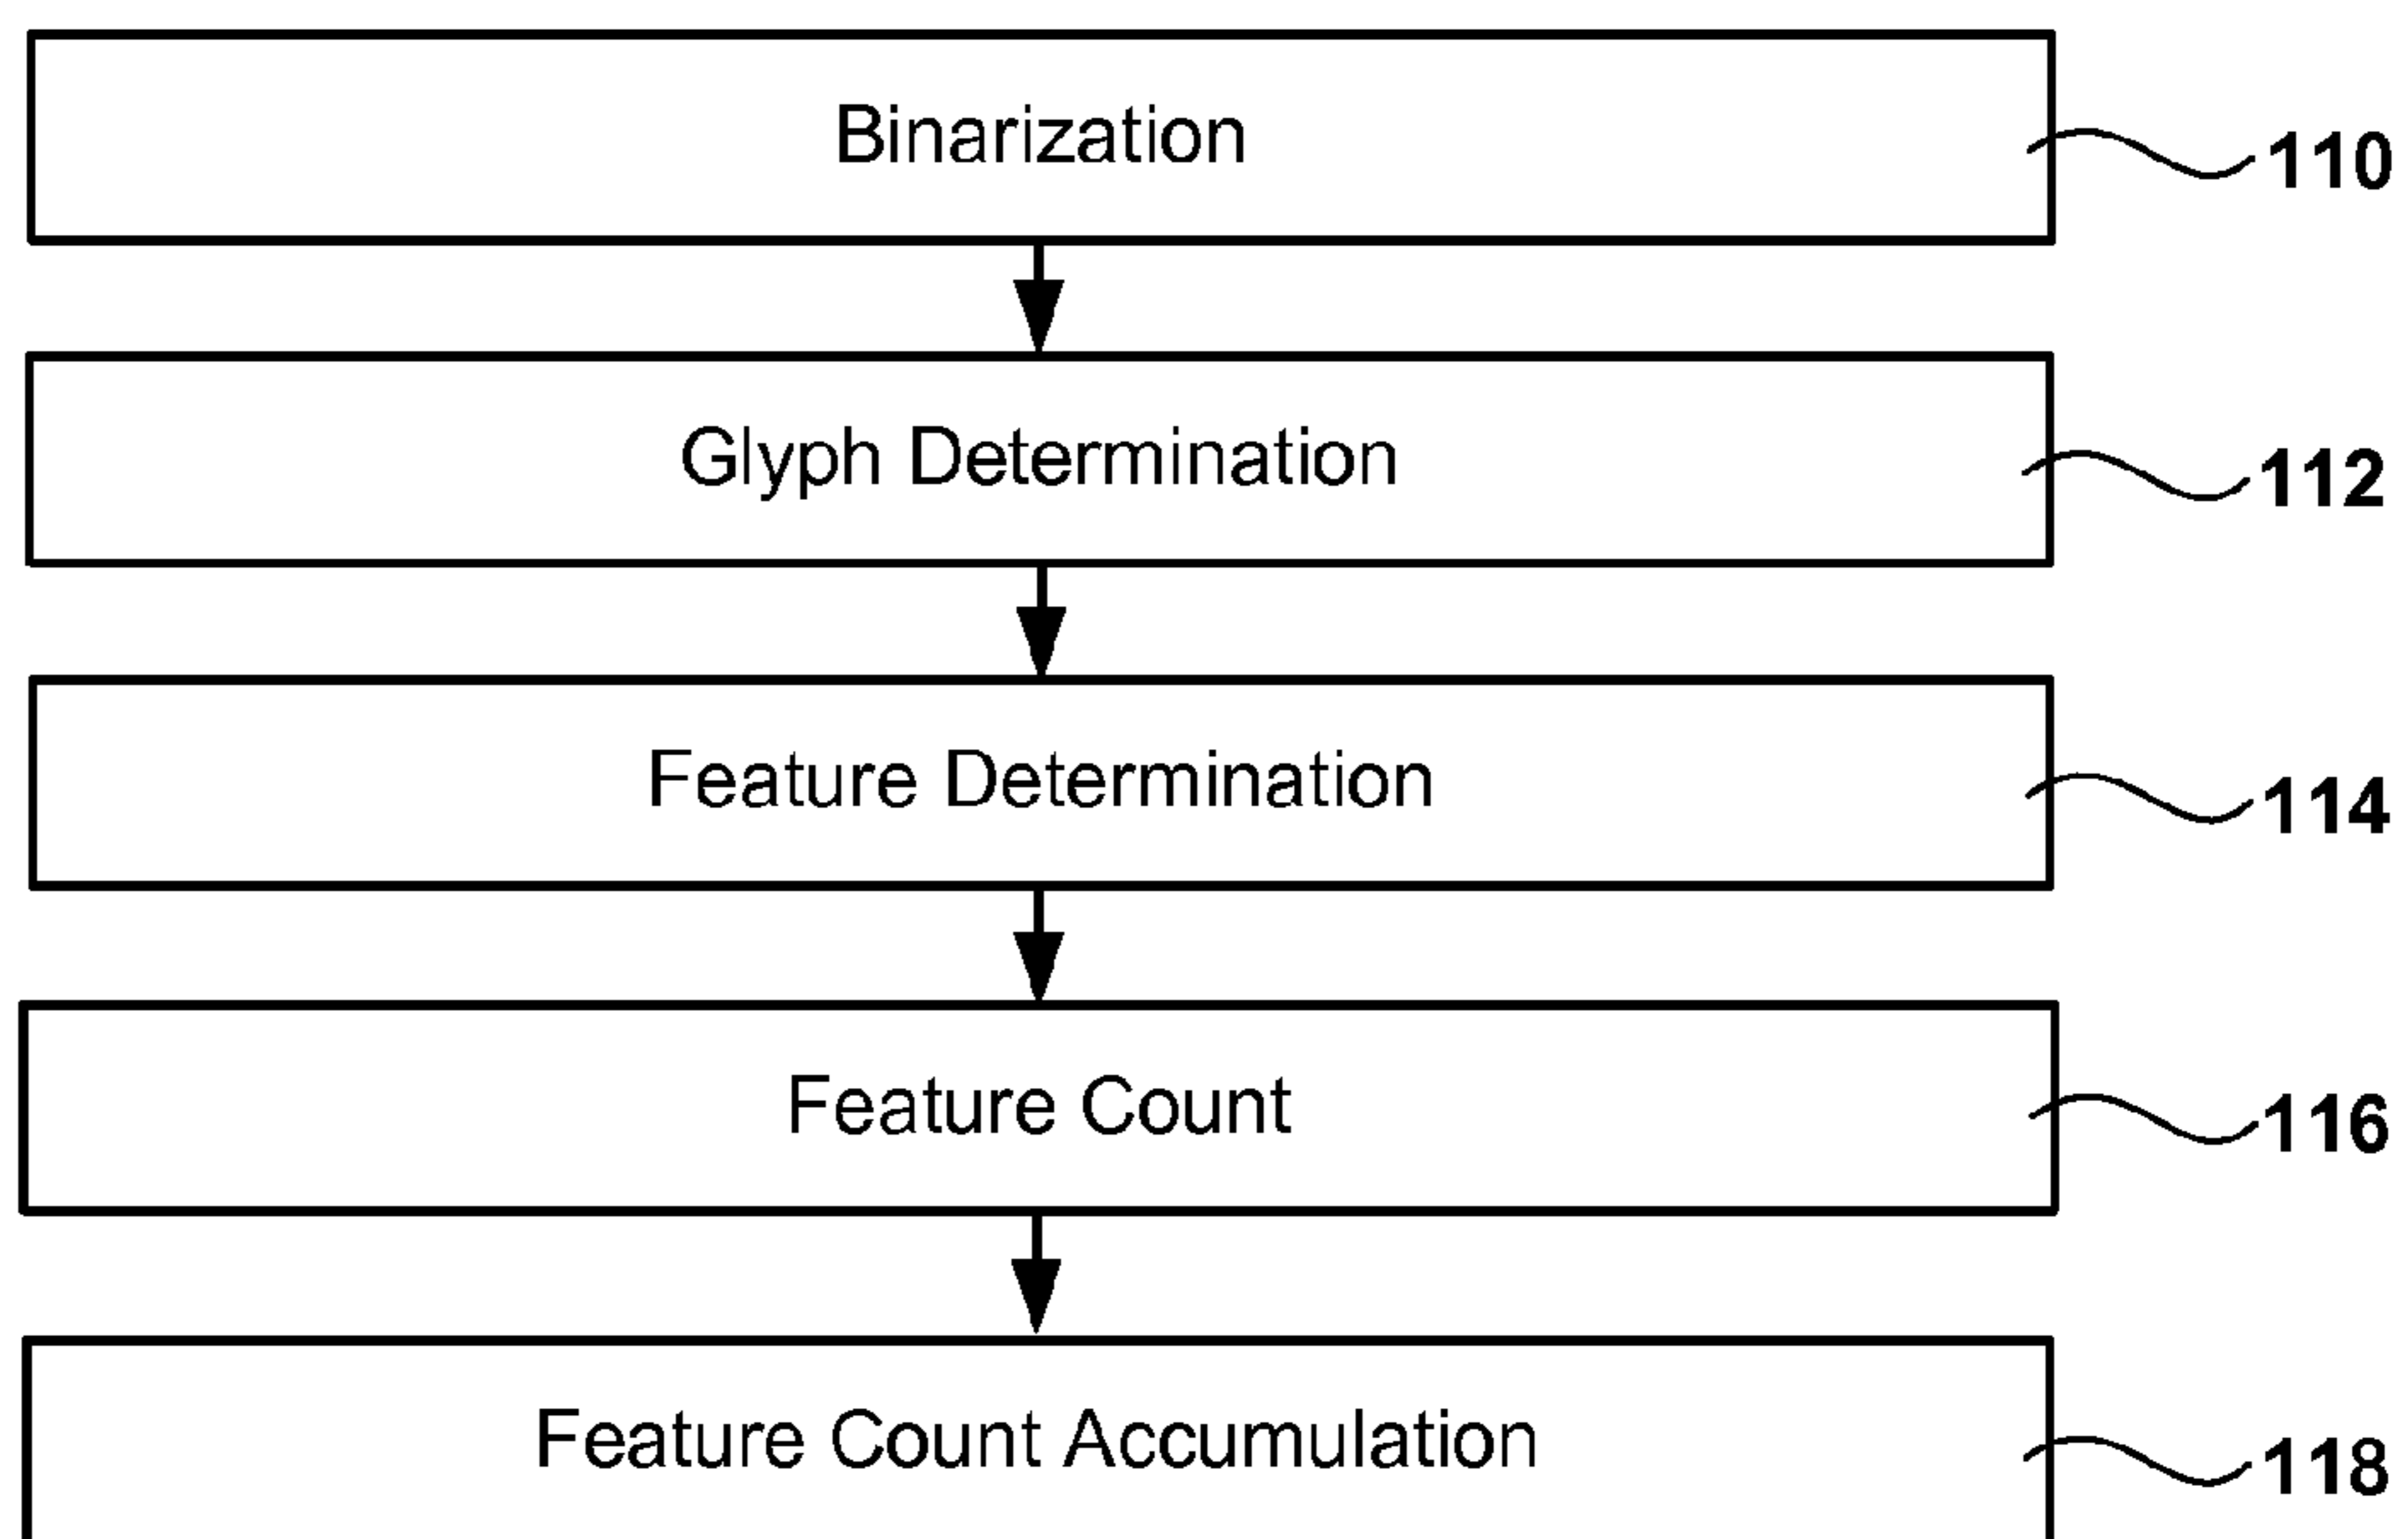 Binarization
110
Glyph Determination
112
Feature Determination
114
Feature Count
116
Feature Count Accumulation
118